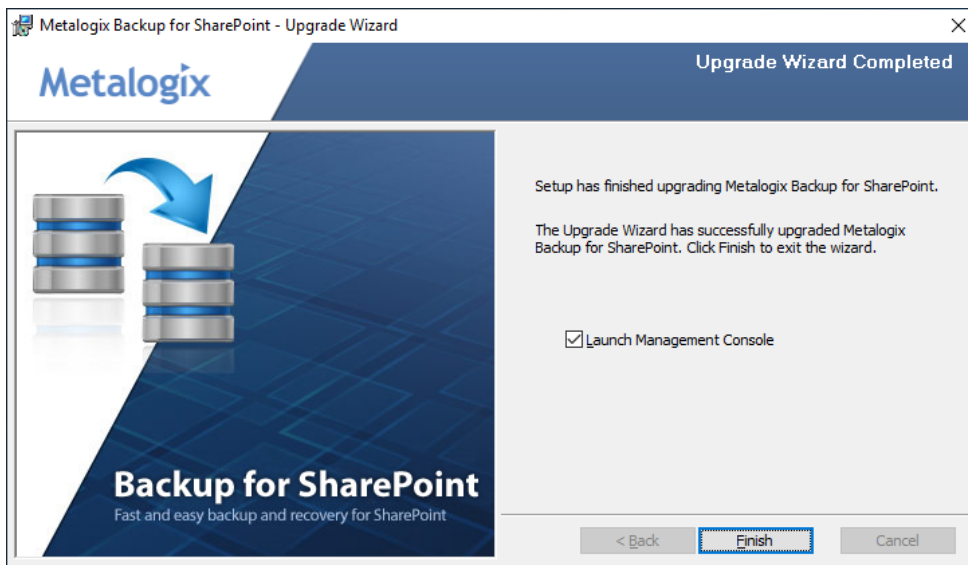 Metalogix Backup for SharePoint - Upgrade Wizard
Metalogix
Upgrade Wizard Completed
Setup has finished upgrading Metalogix Backup for SharePoint.
The Upgrade Wizard has successfully upgraded Metalogix
Backup for SharePoint. Click Finish to exit the wizard.
Launch Management Console
Backup for SharePoint
Fast and easy backup and recovery for SharePoint
< Back
Finish
Cancel